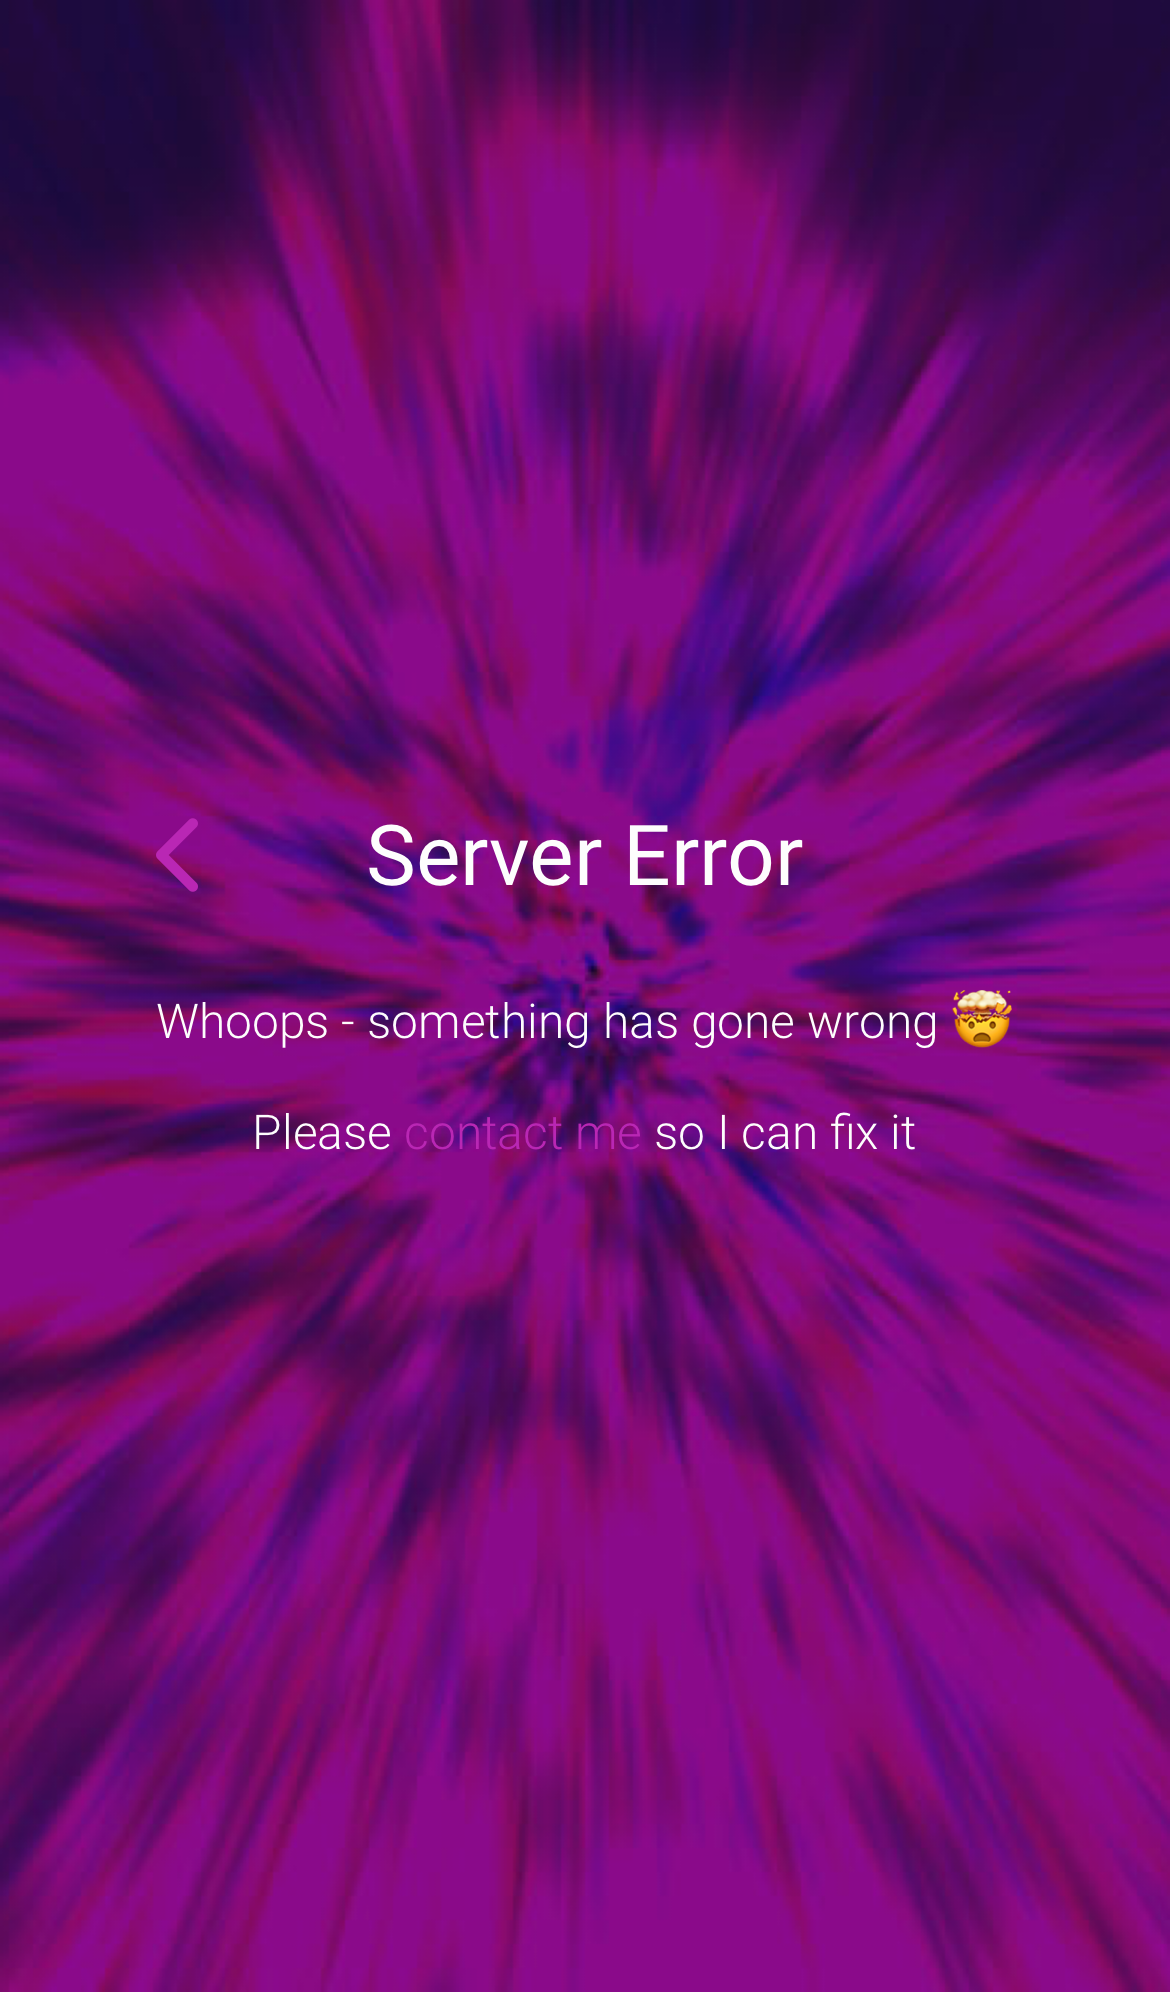 Server Error
Whoops - something has gone wrong 🤯
Please contact me so I can fix it